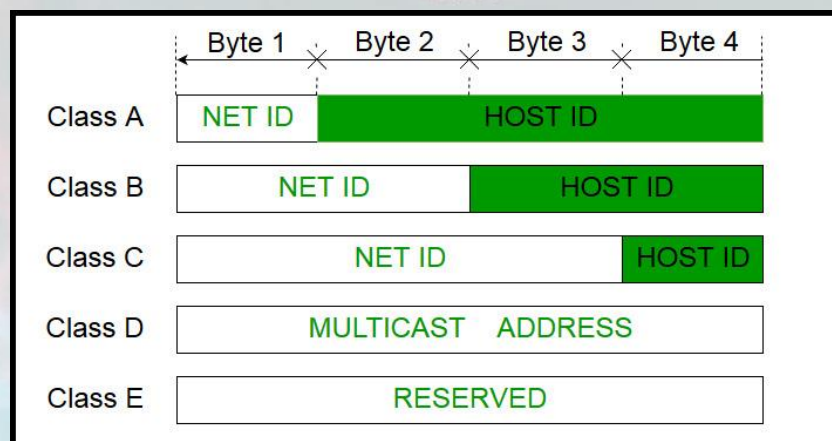 Byte 1 Byte 2 Byte 3 Byte 4
Class A NET ID HOST ID
Class B NET ID HOST ID
Class C NET ID HOST ID
Class D MULTICAST ADDRESS
Class E RESERVED